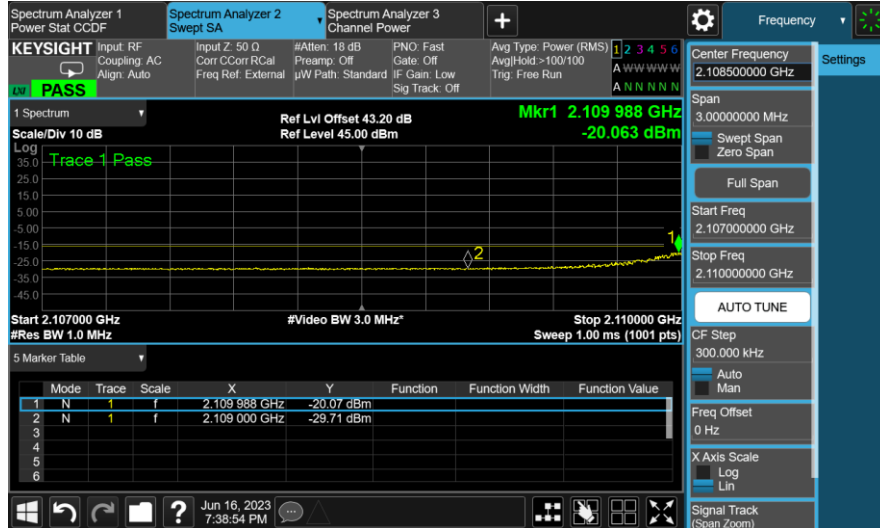 Spectrum Analyzer 1
Power Stat CCDF
Spectrum Analyzer 2
Swept SA
Spectrum Analyzer 3
Channel Power
Frequency
KEYSIGHT
Input: RF
Coupling: AC
Align: Auto
Input Z: 50 Ω
Corr CCorr RCal
Freq Ref: External
#Atten: 18 dB
Preamp: Off
µW Path: Standard
PNO: Fast
Gate: Off
IF Gain: Low
Sig Track: Off
Avg Type: Power (RMS)
Avg|Hold:>100/100
Trig: Free Run
1 2 3 4 5 6
A W W W W W
A N N N N N
LXI PASS
1 Spectrum
Scale/Div 10 dB
Ref Lvl Offset 43.20 dB
Ref Level 45.00 dBm
Mkr1 2.109 988 GHz
-20.063 dBm
Log
Trace 1 Pass
35.0
25.0
15.0
5.00
-5.00
-15.0
-25.0
-35.0
-45.0
1
2
Start 2.107000 GHz
#Video BW 3.0 MHz*
Stop 2.110000 GHz
#Res BW 1.0 MHz
Sweep 1.00 ms (1001 pts)
5 Marker Table
Mode Trace Scale X Y Function Function Width Function Value
1 N 1 f 2.109 988 GHz -20.07 dBm
2 N 1 f 2.109 000 GHz -29.71 dBm
3
4
5
6
Jun 16, 2023
7:38:54 PM
Center Frequency
2.108500000 GHz
Settings
Span
3.00000000 MHz
Swept Span
Zero Span
Full Span
Start Freq
2.107000000 GHz
Stop Freq
2.110000000 GHz
AUTO TUNE
CF Step
300.000 kHz
Auto
Man
Freq Offset
0 Hz
X Axis Scale
Log
Lin
Signal Track
(Span Zoom)